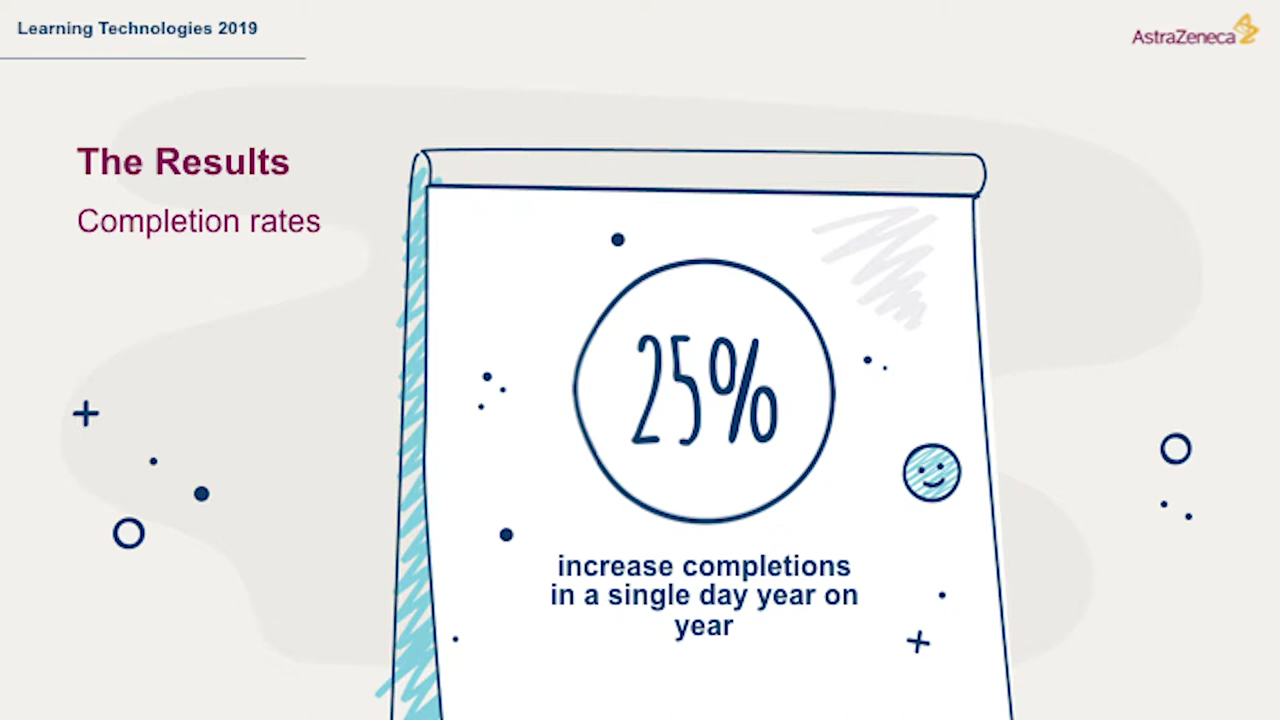 Learning Technologies 2019
AstraZeneca
The Results
Completion rates
25%
increase completions
in a single day year on
year